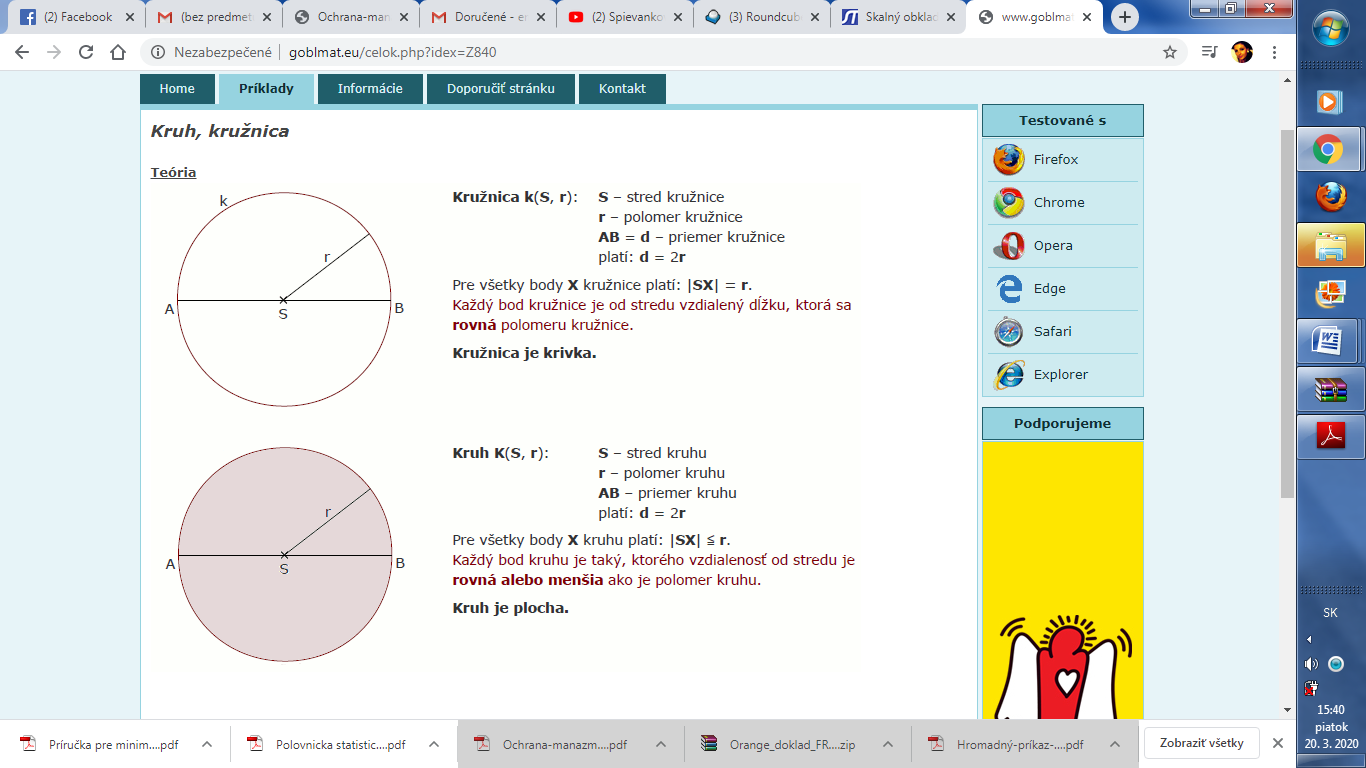 (2) Facebook
(bez predmet
Ochrana-man
Doručené - er
(2) Spievanko
(3) Roundcub
Skalný obklad
www.goblmat
Nezabezpečené | goblmat.eu/celok.php?idex=Z840
Home Príklady Informácie Doporučiť stránku Kontakt
Kruh, kružnica
Teória
k
r
A
S
B
Kružnica k(S, r): S – stred kružnice
r – polomer kružnice
AB = d – priemer kružnice
platí: d = 2r
Pre všetky body X kružnice platí: |SX| = r.
Každý bod kružnice je od stredu vzdialený dĺžku, ktorá sa
rovná polomeru kružnice.
Kružnica je krivka.
r
A
S
B
Kruh K(S, r): S – stred kruhu
r – polomer kruhu
AB – priemer kruhu
platí: d = 2r
Pre všetky body X kruhu platí: |SX| ≦ r.
Každý bod kruhu je taký, ktorého vzdialenosť od stredu je
rovná alebo menšia ako je polomer kruhu.
Kruh je plocha.
Testované s
Firefox
Chrome
Opera
Edge
Safari
Explorer
Podporujeme
Príručka pre minim....pdf
Polovnicka statistic....pdf
Ochrana-manazm....pdf
Orange_doklad_FR....zip
Hromadný-príkaz-....pdf
Zobraziť všetky
SK
15:40
piatok
20. 3. 2020